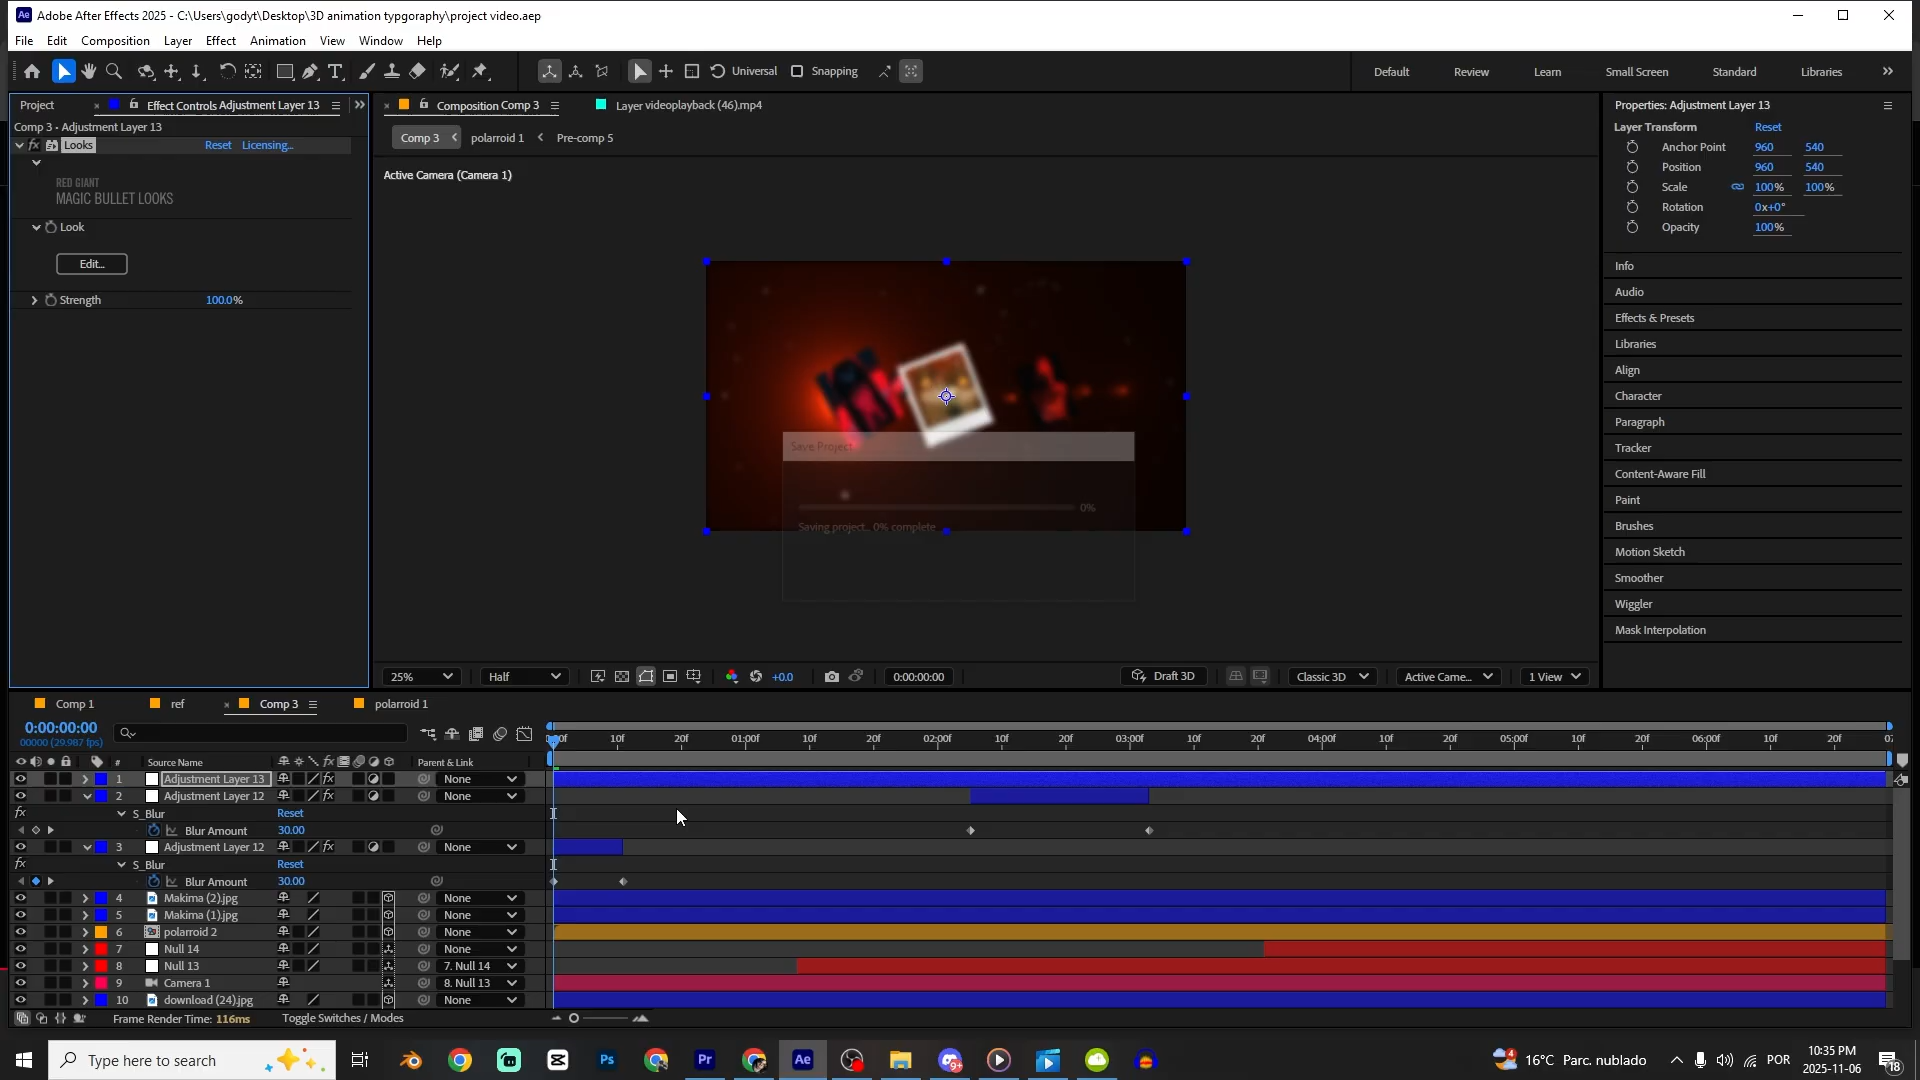 Adobe After Effects 2025 - C:\Users\godyt\Desktop\3D animation typgoraphy\project video.aep
File Edit Composition Layer Effect Animation View Window Help
Universal Snapping Default Review Learn Small Screen Standard Libraries
Project Effect Controls Adjustment Layer 13
Comp 3 - Adjustment Layer 13
Looks Reset Licensing...
RED GIANT
MAGIC BULLET LOOKS
Look
Edit...
Strength 100.0%
Composition Comp 3 Layer videoplayback (46).mp4
Comp 3 polarroid 1 Pre-comp 5
Active Camera (Camera 1)
Save Project
0%
Saving project... 0% complete
25% Half +0.0 0:00:00:00 Draft 3D Classic 3D Active Came... 1 View
Properties: Adjustment Layer 13
Layer Transform Reset
Anchor Point 960 540
Position 960 540
Scale 100% 100%
Rotation 0x+0°
Opacity 100%
Info
Audio
Effects & Presets
Libraries
Align
Character
Paragraph
Tracker
Content-Aware Fill
Paint
Brushes
Motion Sketch
Smoother
Wiggler
Mask Interpolation
Comp 1 ref Comp 3 polarroid 1
0:00:00:00
00000 (29.987 fps)
10f 20f 01:00f 10f 20f 02:00f 10f 20f 03:00f 10f 20f 04:00f 10f 20f 05:00f 10f 20f 06:00f 10f 20f 07
# Source Name Parent & Link
1 Adjustment Layer 13 None
2 Adjustment Layer 12 None
S_Blur Reset
Blur Amount 30.00
3 Adjustment Layer 12 None
S_Blur Reset
Blur Amount 30.00
4 Makima (2).jpg None
5 Makima (1).jpg None
6 polarroid 2 None
7 Null 14 None
8 Null 13 7. Null 14
9 Camera 1 8. Null 13
10 download (24).jpg None
Frame Render Time: 116ms Toggle Switches / Modes
Type here to search
Ps Pr Ae 9+
4 16°C Parc. nublado POR 10:35 PM
2025-11-06 18